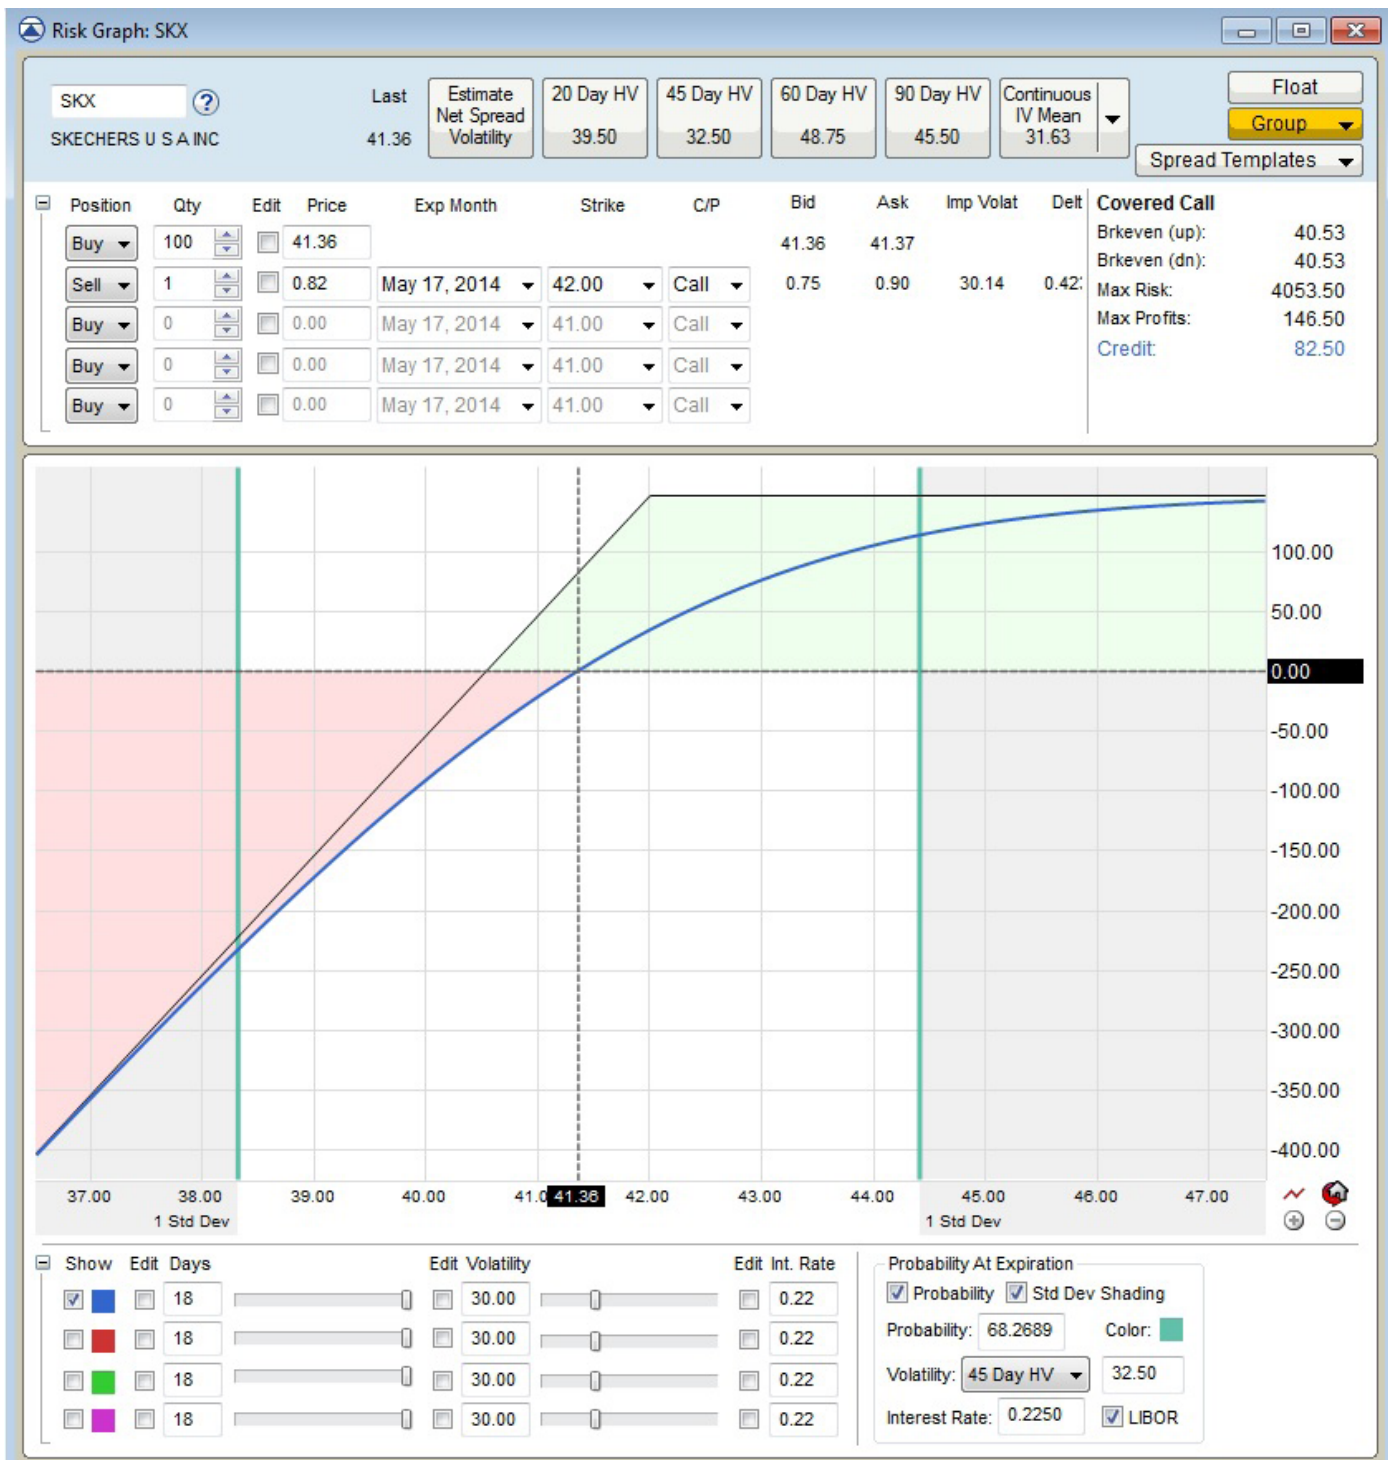 Risk Graph: SKX
SKX ? Last Estimate Net Spread Volatility 20 Day HV 45 Day HV 60 Day HV 90 Day HV Continuous IV Mean Float
SKECHERS U S A INC 41.36 39.50 32.50 48.75 45.50 31.63 Group
Spread Templates
Position Qty Edit Price Exp Month Strike C/P Bid Ask Imp Volat Delt Covered Call
Buy 100 41.36 41.36 41.37 Brkeven (up): 40.53
Brkeven (dn): 40.53
Sell 1 0.82 May 17, 2014 42.00 Call 0.75 0.90 30.14 0.42 Max Risk: 4053.50
Buy 0 0.00 May 17, 2014 41.00 Call Max Profits: 146.50
Credit: 82.50
Buy 0 0.00 May 17, 2014 41.00 Call
Buy 0 0.00 May 17, 2014 41.00 Call
100.00
50.00
0.00
-50.00
-100.00
-150.00
-200.00
-250.00
-300.00
-350.00
-400.00
37.00 38.00 39.00 40.00 41.0 41.36 42.00 43.00 44.00 45.00 46.00 47.00
1 Std Dev 1 Std Dev
Show Edit Days Edit Volatility Edit Int. Rate Probability At Expiration
18 30.00 0.22 Probability Std Dev Shading
18 30.00 0.22 Probability: 68.2689 Color:
18 30.00 0.22 Volatility: 45 Day HV 32.50
18 30.00 0.22 Interest Rate: 0.2250 LIBOR